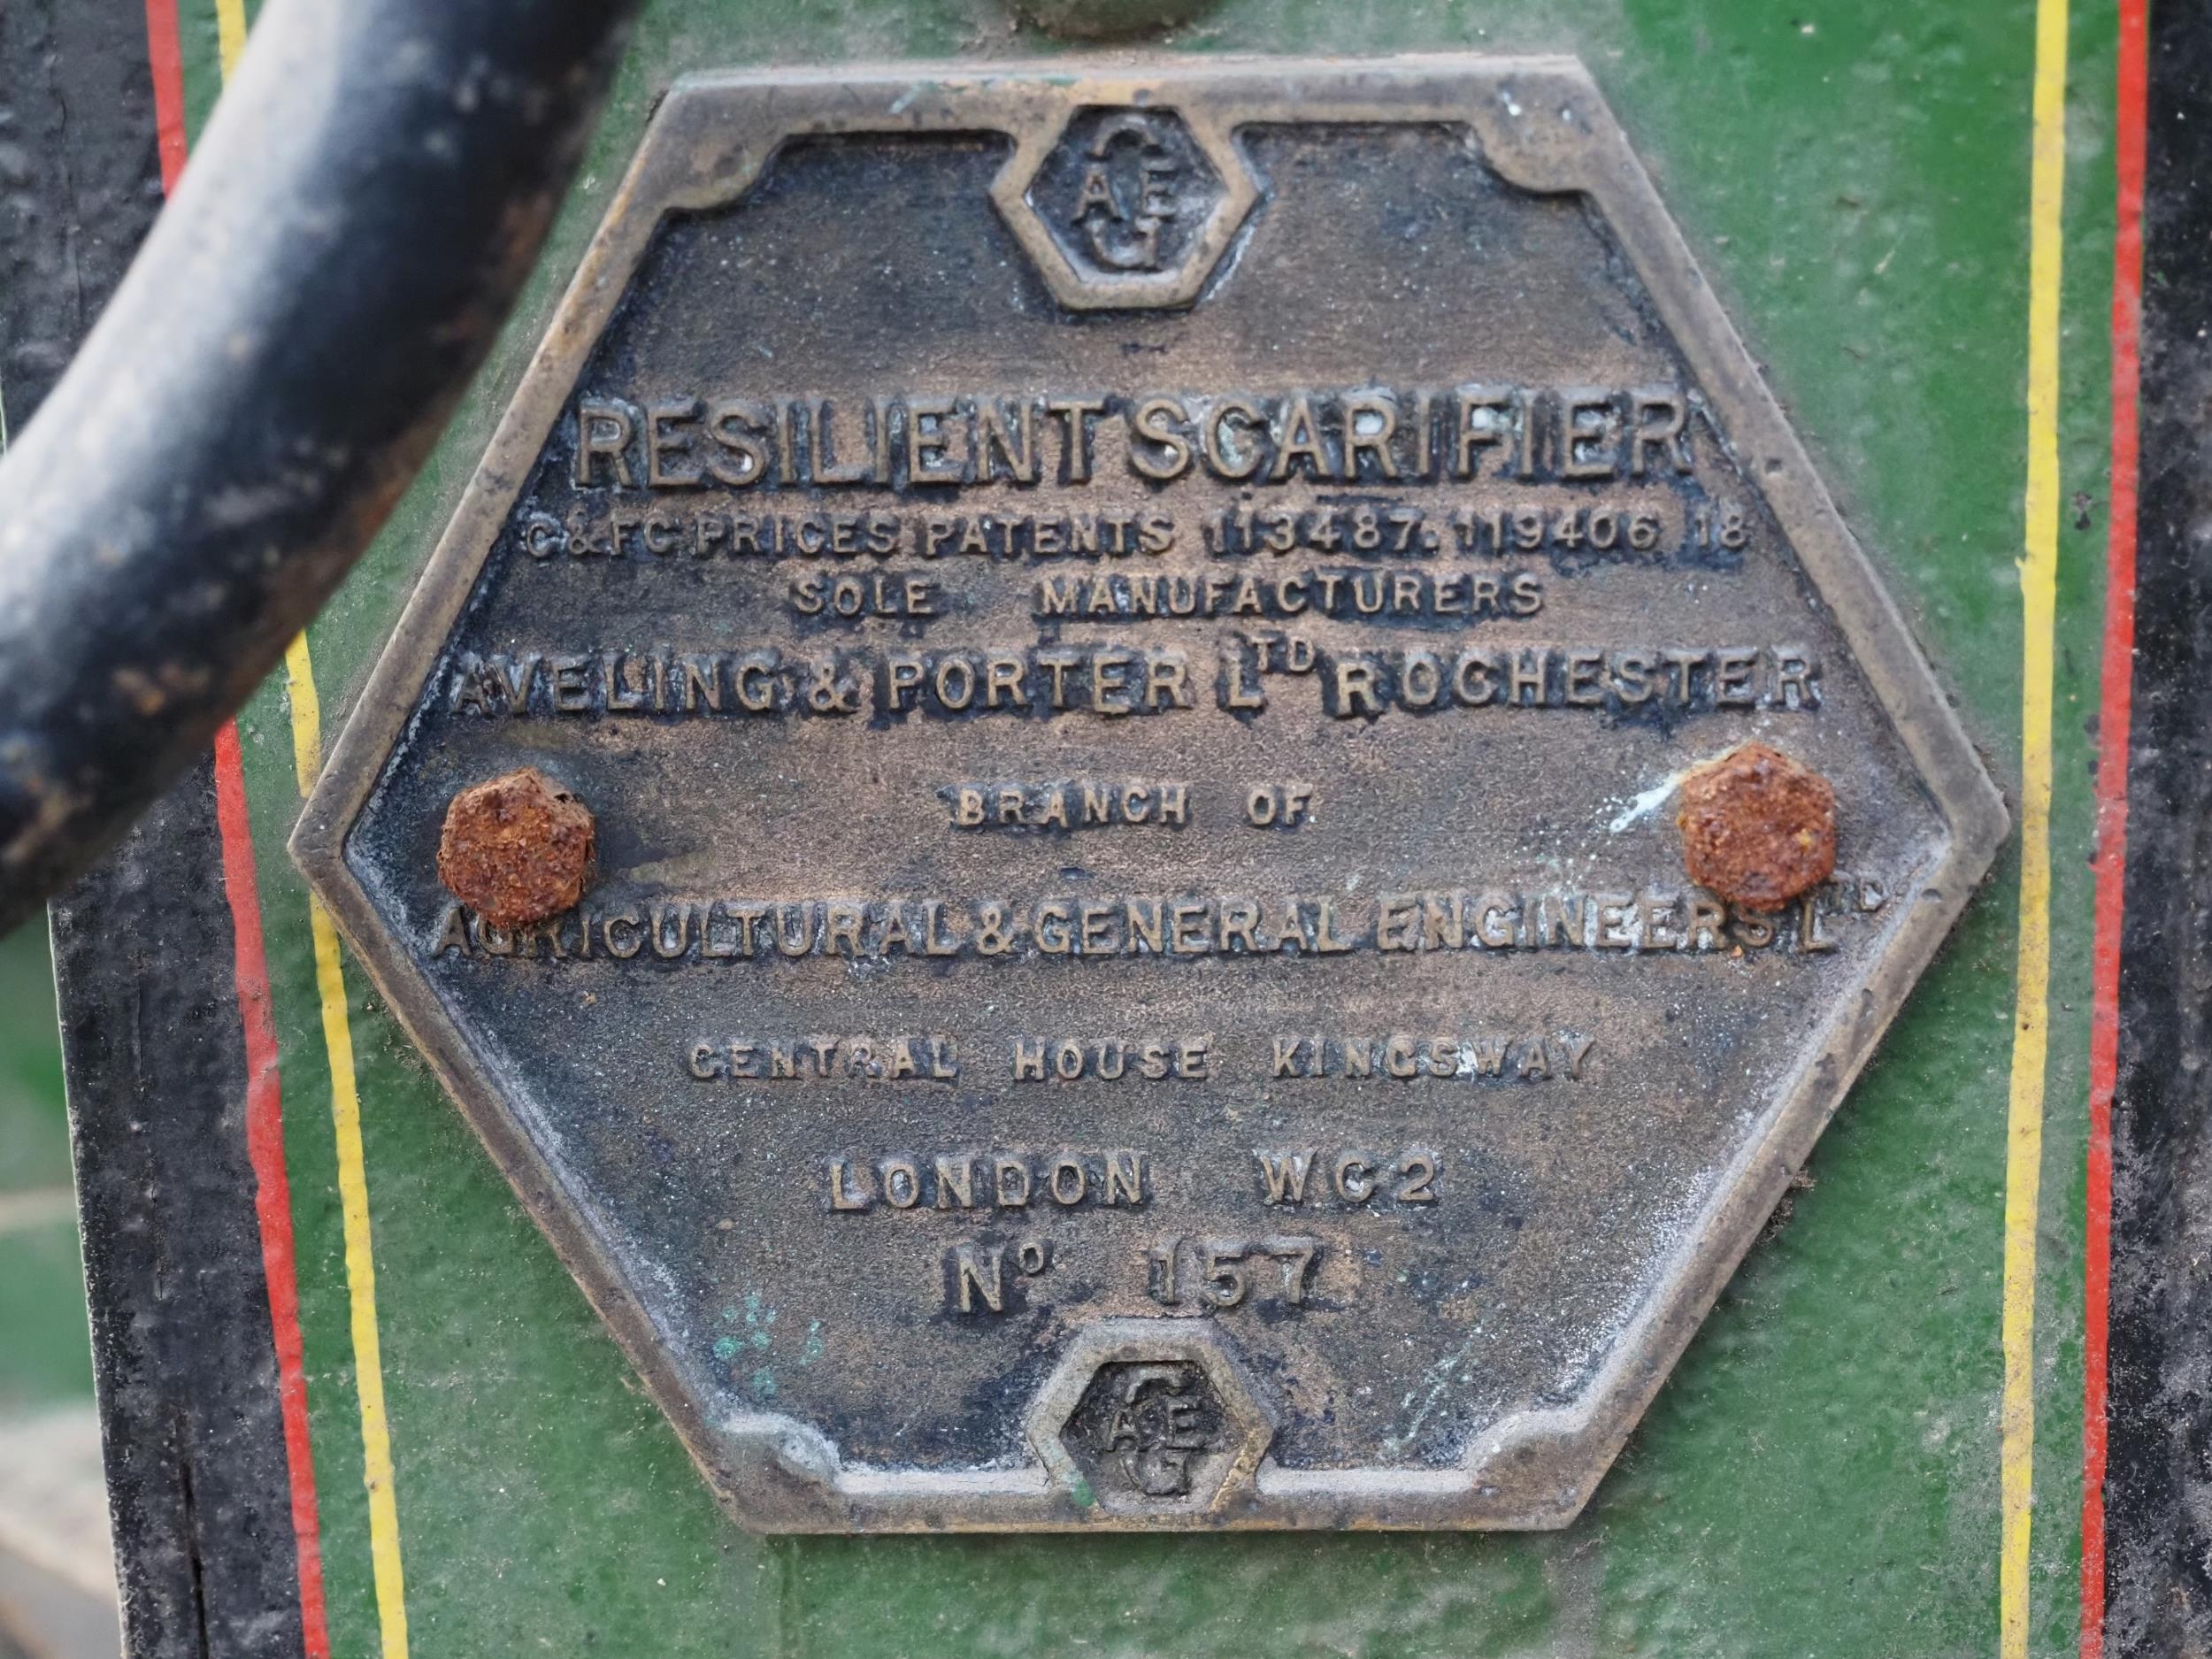 A E
G
RESILIENT SCARIFIER
C & F C PRICES PATENTS 113487. 119406 18
SOLE MANUFACTURERS
AVELING & PORTER LTD ROCHESTER
BRANCH OF
AGRICULTURAL & GENERAL ENGINEERS LTD
CENTRAL HOUSE KINGSWAY
LONDON WC2
No 157
A E
G